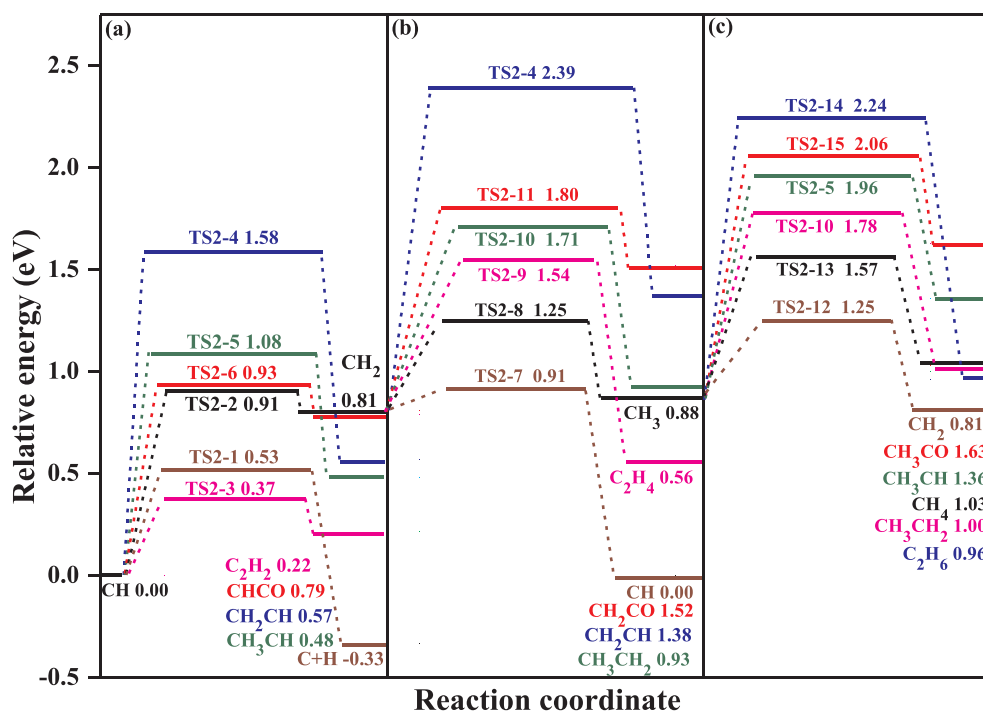 (a)
(b)
(c)
Relative energy (eV)
2.5
2.0
1.5
1.0
0.5
0.0
-0.5
TS2-4 1.58
TS2-5 1.08
TS2-6 0.93
TS2-2 0.91
TS2-1 0.53
TS2-3 0.37
CH₂
0.81
CH 0.00
C₂H₂ 0.22
CHCO 0.79
CH₂CH 0.57
CH₃CH 0.48
C+H -0.33
TS2-4 2.39
TS2-11 1.80
TS2-10 1.71
TS2-9 1.54
TS2-8 1.25
TS2-7 0.91
CH₃ 0.88
C₂H₄ 0.56
CH 0.00
CH₂CO 1.52
CH₂CH 1.38
CH₃CH₂ 0.93
TS2-14 2.24
TS2-15 2.06
TS2-5 1.96
TS2-10 1.78
TS2-13 1.57
TS2-12 1.25
CH₂ 0.81
CH₃CO 1.63
CH₃CH 1.36
CH₄ 1.03
CH₃CH₂ 1.00
C₂H₆ 0.96
Reaction coordinate